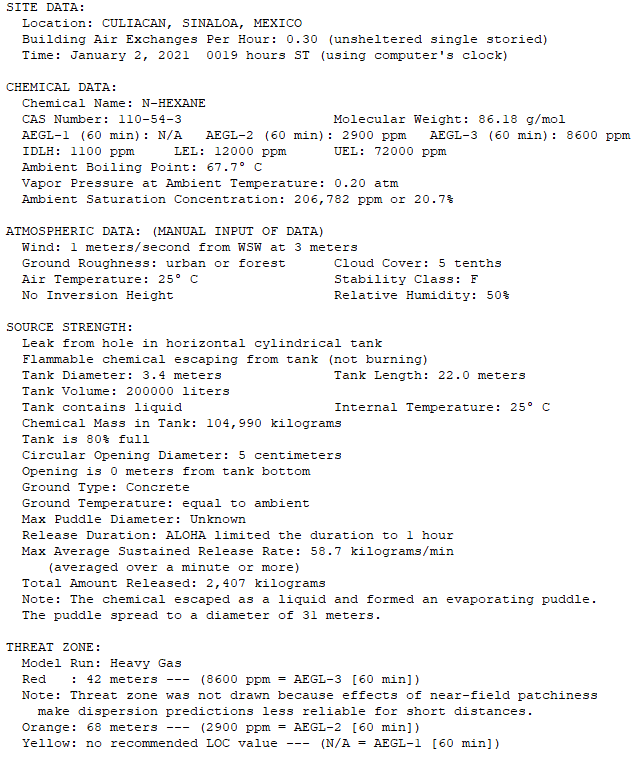 SITE DATA:
Location: CULIACAN, SINALOA, MEXICO
Building Air Exchanges Per Hour: 0.30 (unsheltered single storied)
Time: January 2, 2021 0019 hours ST (using computer's clock)
CHEMICAL DATA:
Chemical Name: N-HEXANE
CAS Number: 110-54-3 Molecular Weight: 86.18 g/mol
AEGL-1 (60 min): N/A AEGL-2 (60 min): 2900 ppm AEGL-3 (60 min): 8600 ppm
IDLH: 1100 ppm LEL: 12000 ppm UEL: 72000 ppm
Ambient Boiling Point: 67.7° C
Vapor Pressure at Ambient Temperature: 0.20 atm
Ambient Saturation Concentration: 206,782 ppm or 20.7%
ATMOSPHERIC DATA: (MANUAL INPUT OF DATA)
Wind: 1 meters/second from WSW at 3 meters
Ground Roughness: urban or forest Cloud Cover: 5 tenths
Air Temperature: 25° C Stability Class: F
No Inversion Height Relative Humidity: 50%
SOURCE STRENGTH:
Leak from hole in horizontal cylindrical tank
Flammable chemical escaping from tank (not burning)
Tank Diameter: 3.4 meters Tank Length: 22.0 meters
Tank Volume: 200000 liters
Tank contains liquid Internal Temperature: 25° C
Chemical Mass in Tank: 104,990 kilograms
Tank is 80% full
Circular Opening Diameter: 5 centimeters
Opening is 0 meters from tank bottom
Ground Type: Concrete
Ground Temperature: equal to ambient
Max Puddle Diameter: Unknown
Release Duration: ALOHA limited the duration to 1 hour
Max Average Sustained Release Rate: 58.7 kilograms/min
(averaged over a minute or more)
Total Amount Released: 2,407 kilograms
Note: The chemical escaped as a liquid and formed an evaporating puddle.
The puddle spread to a diameter of 31 meters.
THREAT ZONE:
Model Run: Heavy Gas
Red : 42 meters --- (8600 ppm = AEGL-3 [60 min])
Note: Threat zone was not drawn because effects of near-field patchiness
make dispersion predictions less reliable for short distances.
Orange: 68 meters --- (2900 ppm = AEGL-2 [60 min])
Yellow: no recommended LOC value --- (N/A = AEGL-1 [60 min])